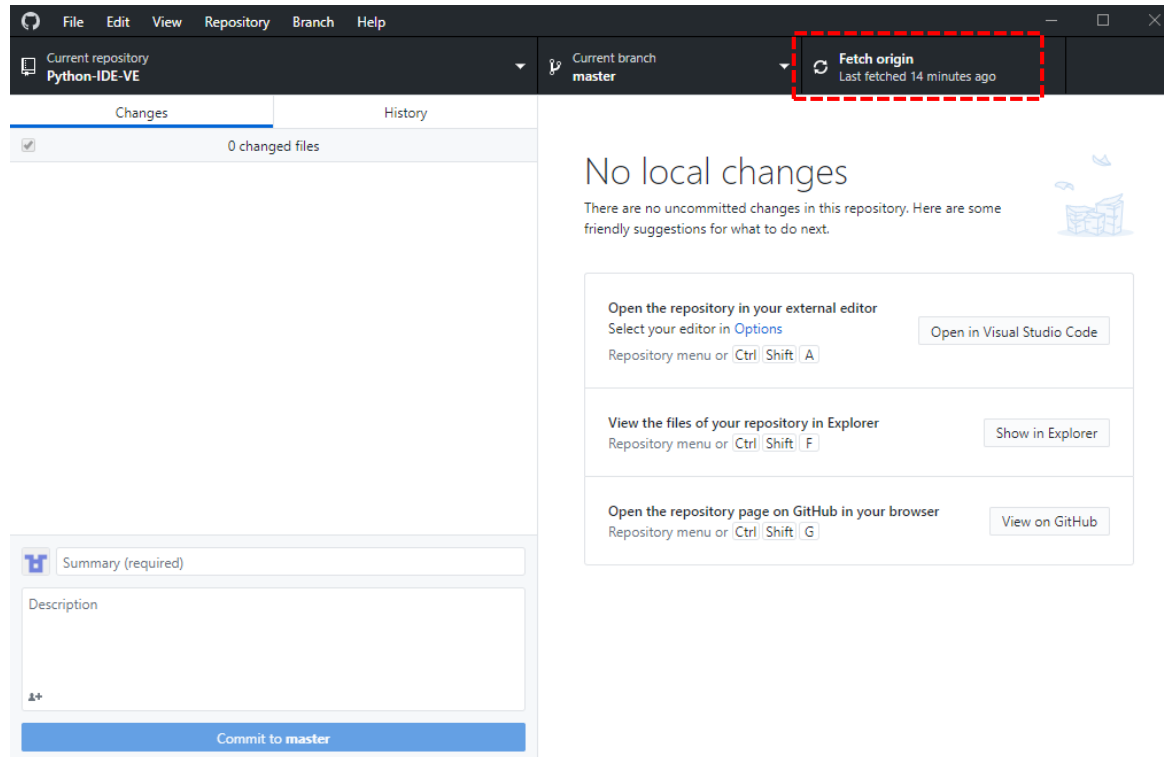 File Edit View Repository Branch Help
Current repository
Python-IDE-VE
Current branch
master
Fetch origin
Last fetched 14 minutes ago
Changes History
0 changed files
No local changes
There are no uncommitted changes in this repository. Here are some
friendly suggestions for what to do next.
Open the repository in your external editor
Select your editor in Options
Repository menu or Ctrl Shift A
Open in Visual Studio Code
View the files of your repository in Explorer
Repository menu or Ctrl Shift F
Show in Explorer
Open the repository page on GitHub in your browser
Repository menu or Ctrl Shift G
View on GitHub
Summary (required)
Description
Commit to master